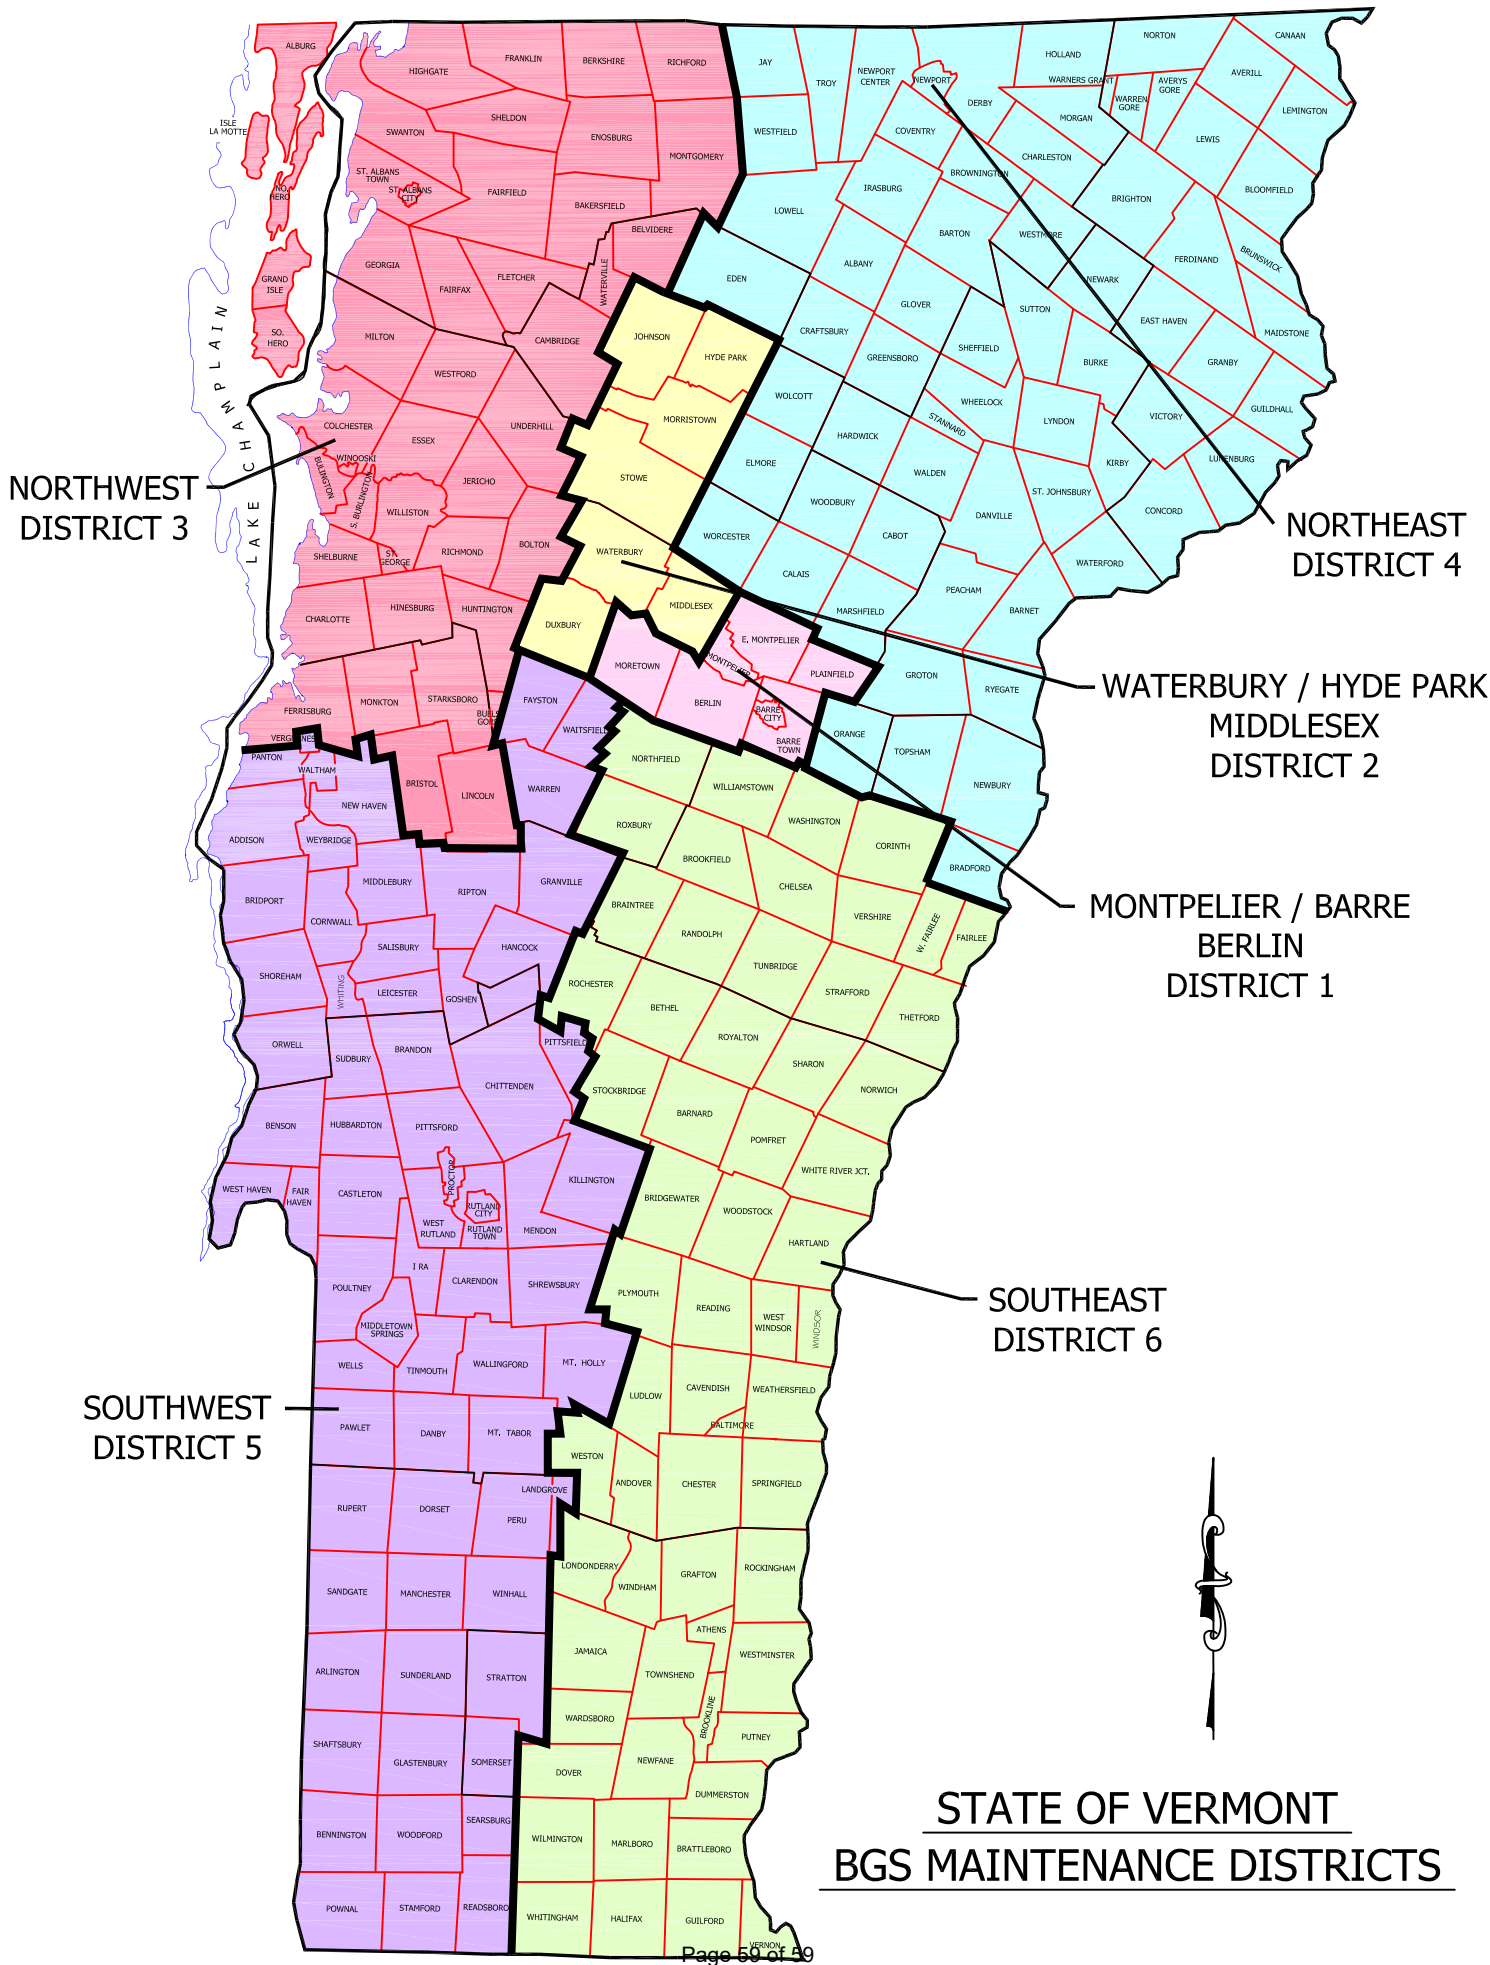 ALBURG
ISLE
LA MOTTE
NO.
HERO
GRAND
ISLE
SO.
HERO
LAKE CHAMPLAIN
HIGHGATE
FRANKLIN
BERKSHIRE
RICHFORD
SWANTON
SHELDON
ENOSBURG
MONTGOMERY
ST. ALBANS
TOWN
ST. ALBANS
CITY
FAIRFIELD
BAKERSFIELD
BELVIDERE
WATERVILLE
GEORGIA
FAIRFAX
FLETCHER
CAMBRIDGE
MILTON
WESTFORD
COLCHESTER
ESSEX
UNDERHILL
WINOOSKI
BULINGTON
S. BURLINGTON
JERICHO
WILLISTON
SHELBURNE
ST.
GEORGE
RICHMOND
BOLTON
CHARLOTTE
HINESBURG
HUNTINGTON
FERRISBURG
MONKTON
STARKSBORO
BUELS
GORE
VERGENNES
BRISTOL
LINCOLN
NORTHWEST
DISTRICT 3
JAY
TROY
NEWPORT
CENTER
NEWPORT
DERBY
HOLLAND
NORTON
CANAAN
WARNERS GRANT
WARREN
GORE
AVERYS
GORE
AVERILL
LEMINGTON
WESTFIELD
COVENTRY
MORGAN
LEWIS
CHARLESTON
BROWNINGTON
IRASBURG
BRIGHTON
BLOOMFIELD
LOWELL
BARTON
WESTMORE
FERDINAND
BRUNSWICK
EDEN
ALBANY
GLOVER
NEWARK
SUTTON
EAST HAVEN
MAIDSTONE
CRAFTSBURY
GREENSBORO
SHEFFIELD
BURKE
GRANBY
WOLCOTT
WHEELOCK
STANNARD
LYNDON
VICTORY
GUILDHALL
HARDWICK
ELMORE
WALDEN
KIRBY
LUNENBURG
WOODBURY
ST. JOHNSBURY
DANVILLE
CONCORD
WORCESTER
CABOT
CALAIS
WATERFORD
PEACHAM
BARNET
MARSHFIELD
GROTON
RYEGATE
ORANGE
TOPSHAM
NEWBURY
BRADFORD
NORTHEAST
DISTRICT 4
JOHNSON
HYDE PARK
MORRISTOWN
STOWE
WATERBURY
MIDDLESEX
DUXBURY
WATERBURY / HYDE PARK
MIDDLESEX
DISTRICT 2
MORETOWN
E. MONTPELIER
MONTPELIER
PLAINFIELD
BERLIN
BARRE
CITY
BARRE
TOWN
MONTPELIER / BARRE
BERLIN
DISTRICT 1
FAYSTON
WAITSFIELD
WARREN
PANTON
WALTHAM
NEW HAVEN
ADDISON
WEYBRIDGE
MIDDLEBURY
RIPTON
GRANVILLE
BRIDPORT
CORNWALL
SALISBURY
HANCOCK
SHOREHAM
WHITING
LEICESTER
GOSHEN
ORWELL
SUDBURY
BRANDON
PITTSFIELD
CHITTENDEN
BENSON
HUBBARDTON
PITTSFORD
WEST HAVEN
FAIR
HAVEN
CASTLETON
PROCTOR
KILLINGTON
RUTLAND
CITY
WEST
RUTLAND
RUTLAND
TOWN
MENDON
I RA
POULTNEY
CLARENDON
SHREWSBURY
MIDDLETOWN
SPRINGS
WELLS
TINMOUTH
WALLINGFORD
MT. HOLLY
PAWLET
DANBY
MT. TABOR
LANDGROVE
RUPERT
DORSET
PERU
SANDGATE
MANCHESTER
WINHALL
ARLINGTON
SUNDERLAND
STRATTON
SHAFTSBURY
GLASTENBURY
SOMERSET
SEARSBURG
BENNINGTON
WOODFORD
POWNAL
STAMFORD
READSBORO
SOUTHWEST
DISTRICT 5
NORTHFIELD
WILLIAMSTOWN
WASHINGTON
ROXBURY
BROOKFIELD
CORINTH
CHELSEA
BRAINTREE
VERSHIRE
W. FAIRLEE
FAIRLEE
RANDOLPH
TUNBRIDGE
ROCHESTER
STRAFFORD
BETHEL
THETFORD
ROYALTON
SHARON
STOCKBRIDGE
NORWICH
BARNARD
POMFRET
WHITE RIVER JCT.
BRIDGEWATER
WOODSTOCK
HARTLAND
PLYMOUTH
READING
WEST
WINDSOR
WINDSOR
LUDLOW
CAVENDISH
WEATHERSFIELD
BALTIMORE
WESTON
ANDOVER
CHESTER
SPRINGFIELD
LONDONDERRY
WINDHAM
GRAFTON
ROCKINGHAM
ATHENS
JAMAICA
TOWNSHEND
WESTMINSTER
BROOKLINE
WARDSBORO
PUTNEY
DOVER
NEWFANE
DUMMERSTON
WILMINGTON
MARLBORO
BRATTLEBORO
WHITINGHAM
HALIFAX
GUILFORD
VERNON
SOUTHEAST
DISTRICT 6
STATE OF VERMONT
BGS MAINTENANCE DISTRICTS
Page 59 of 59